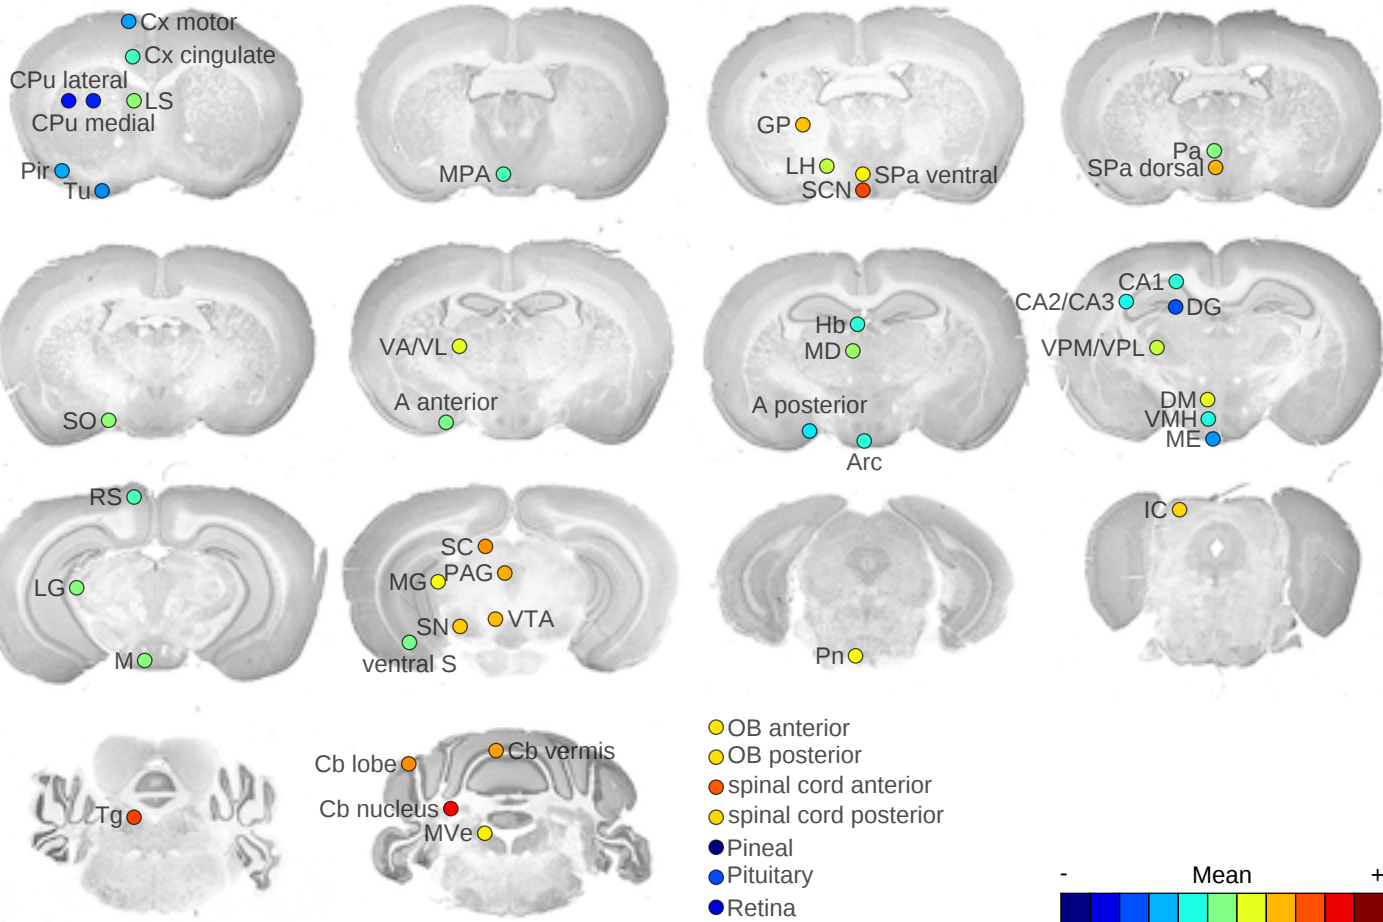 Cx motor
Cx cingulate
CPu lateral
LS
CPu medial
Pir
Tu
MPA
GP
LH
SPa ventral
SCN
Pa
SPa dorsal
SO
VA/VL
A anterior
Hb
MD
A posterior
Arc
CA1
CA2/CA3
DG
VPM/VPL
DM
VMH
ME
RS
LG
M
SC
PAG
MG
VTA
SN
ventral S
Pn
IC
Tg
Cb lobe
Cb vermis
Cb nucleus
MVe
OB anterior
OB posterior
spinal cord anterior
spinal cord posterior
Pineal
Pituitary
Retina
- Mean +